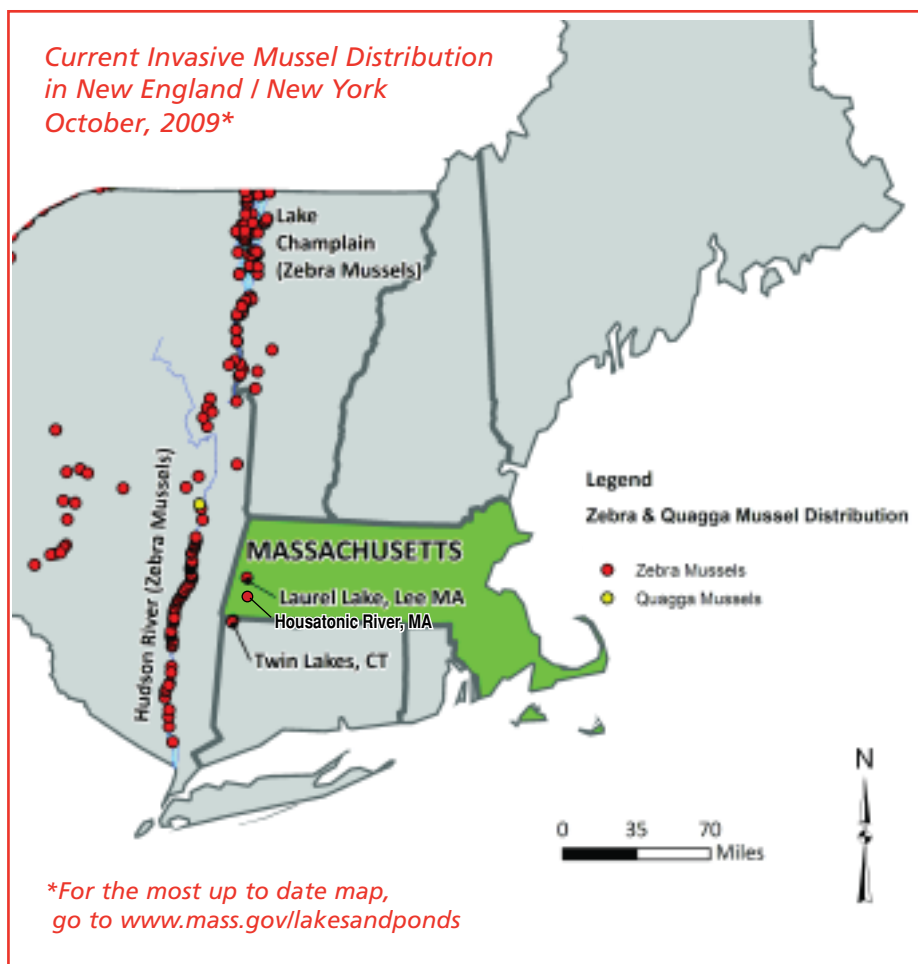 Current Invasive Mussel Distribution
in New England / New York
October, 2009*
Lake
Champlain
(Zebra Mussels)
Hudson River (Zebra Mussels)
MASSACHUSETTS
Laurel Lake, Lee MA
Housatonic River, MA
Twin Lakes, CT
Legend
Zebra & Quagga Mussel Distribution
Zebra Mussels
Quagga Mussels
N
0 35 70
Miles
*For the most up to date map,
go to www.mass.gov/lakesandponds